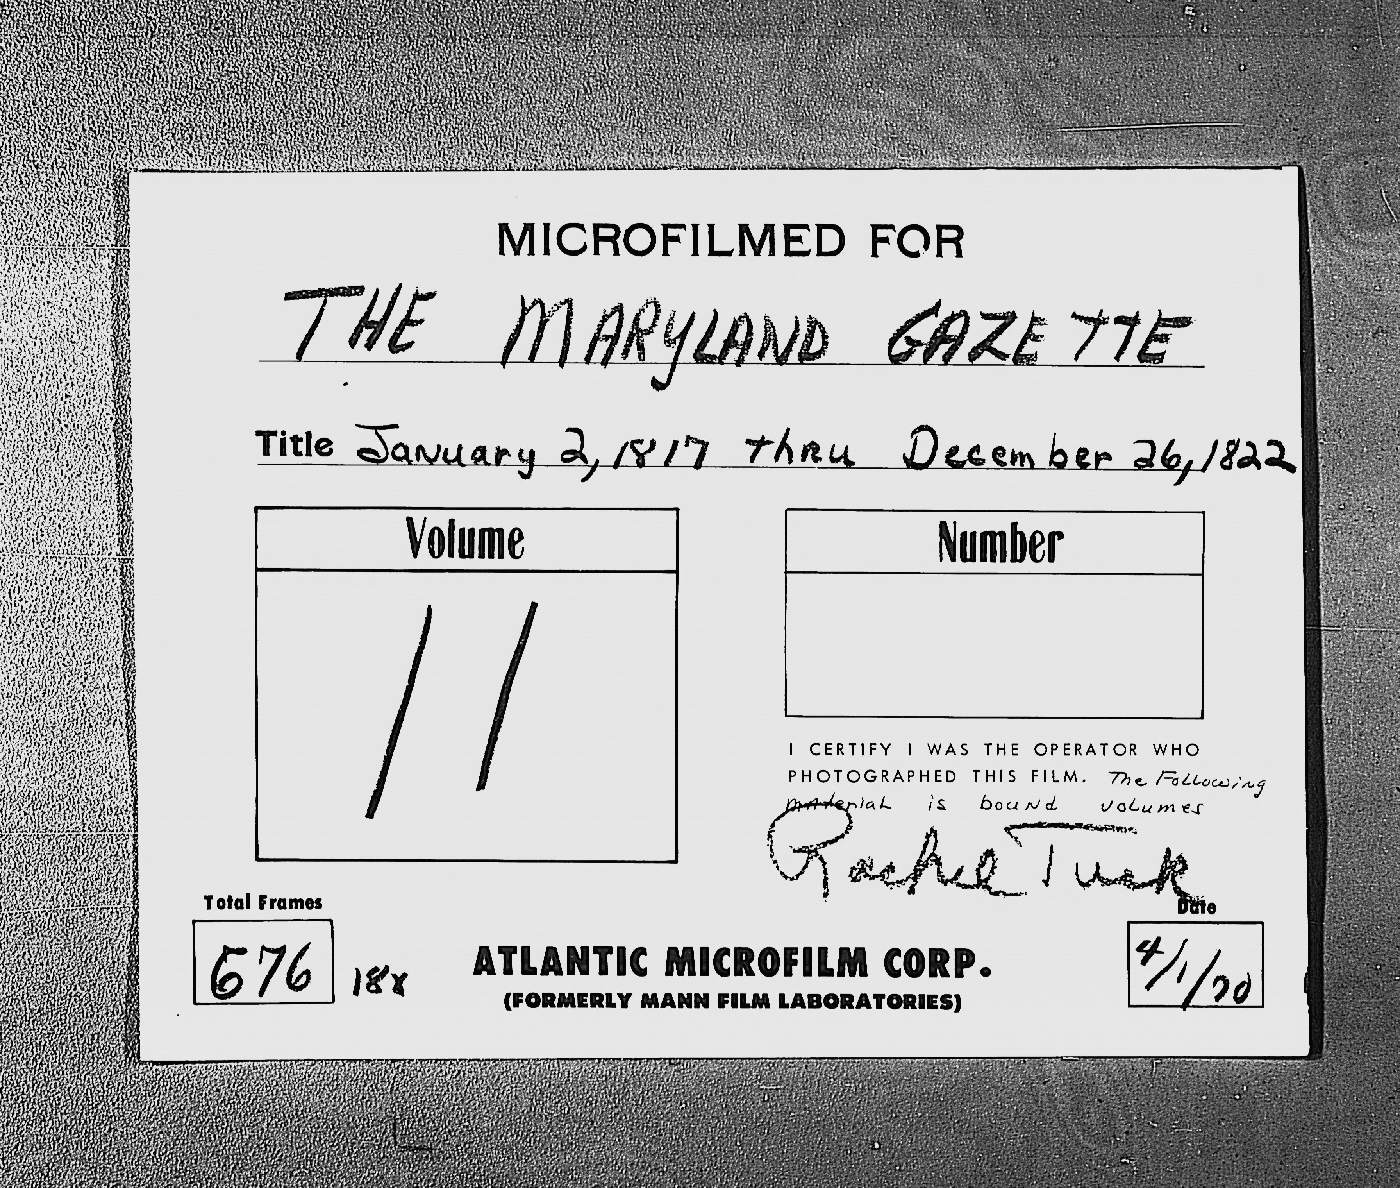 MICROFILMED FOR
THE MARYLAND GAZETTE
Title January 2, 1817 thru December 26, 1822
Volume
11
Number
I CERTIFY I WAS THE OPERATOR WHO
PHOTOGRAPHED THIS FILM. The Following
material is bound volumes
Rachel Tuck
Total Frames
676 18x
ATLANTIC MICROFILM CORP.
(FORMERLY MANN FILM LABORATORIES)
Date
4/1/70